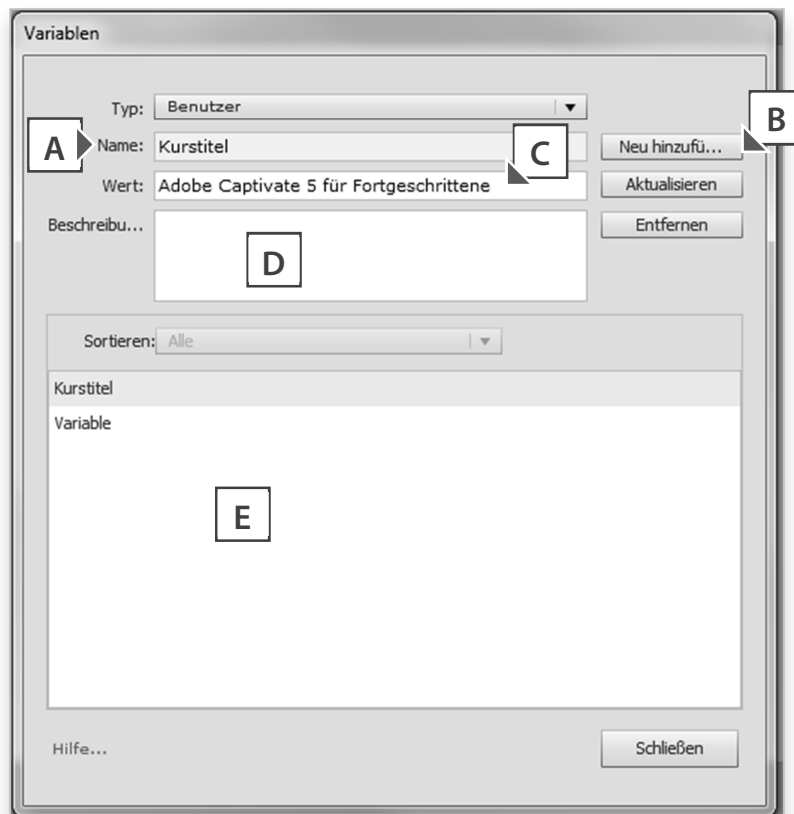 Variablen
Typ: Benutzer
B
A Name: Kurstitel C Neu hinzufü...
Wert: Adobe Captivate 5 für Fortgeschrittene Aktualisieren
Beschreibu... Entfernen
D
Sortieren: Alle
Kurstitel
Variable
E
Hilfe... Schließen